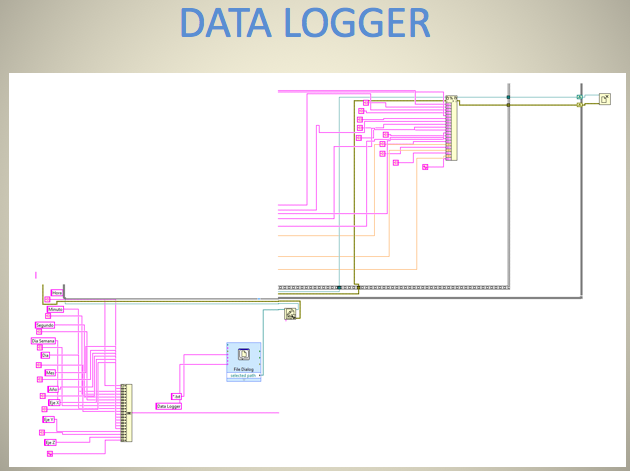 DATA LOGGER
Hora
Minuto
Segundo
Dia Semana
Dia
Mes
Año
Eje X
Eje Y
Eje Z
File Dialog
selected path
*.txt
Data Logger